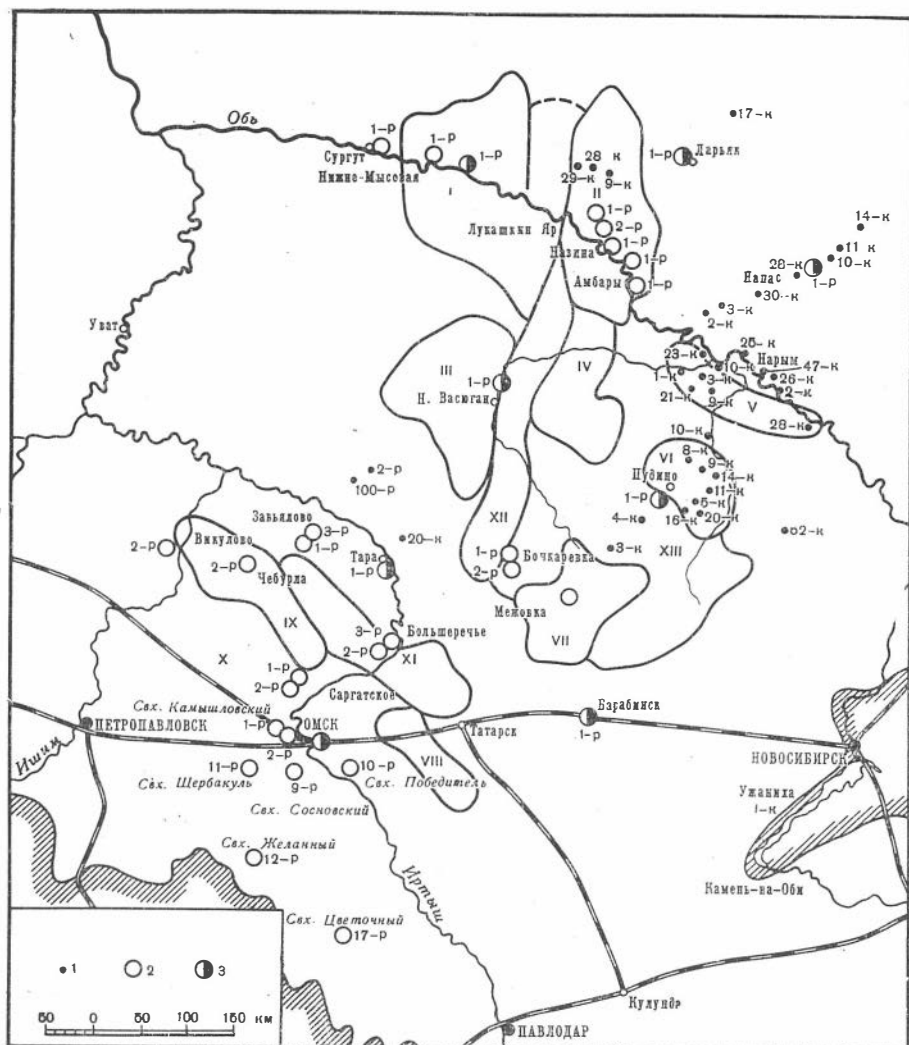 17-к
Обь
1-р
Сургут
1-р
1-р
Нижне-Мысовая
I
28 к
29-к
9-к
II
1-р
Ларьяк
1-р
2-р
Лукашкин Яр
1-р
Назина
1-р
Амбары
1-р
14-к
11 к
10-к
28-к
Напас
1-р
30-к
3-к
2-к
Уват
III
IV
1-р
Н. Васюган
25-к
23-к
Нарым
10-к
47-к
1-к
3-к
26-к
21-к
9-к
2-к
V
28-к
10-к
VI
8-к
9-к
Пудино
14-к
1-р
11-к
5-к
16-к
20-к
4-к
3-к
XIII
2-р
100-р
XII
Завьялово
3-р
1-р
20-к
Викулово
2-р
2-р
Чебурла
Тара
1-р
1-р
Бочкаревка
2-р
Межовка
VII
IX
X
3-р
Большеречье
2-р
XI
1-р
2-р
Саргатское
Свх. Камышловский
ПЕТРОПАВЛОВСК
1-р
ОМСК
2-р
VIII
Татарск
Барабинск
1-р
НОВОСИБИРСК
Ишим
11-р
Свх. Щербакуль
9-р
10-р
Свх. Победитель
Свх. Сосновский
Ужаниха
1-к
Свх. Желанный
12-р
Камень-на-Оби
Иртыш
Свх. Цветочный
17-р
1
2
3
50 0 50 100 150 км
Кулунда
ПАВЛОДАР